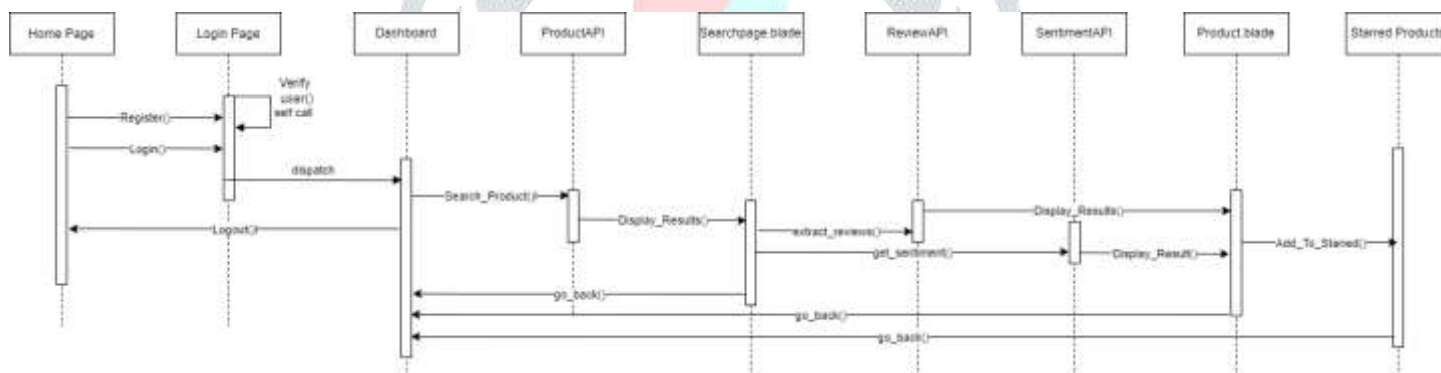 Home Page
Login Page
Dashboard
ProductAPI
Searchpage.blade
ReviewAPI
SentimentAPI
Product.blade
Starred Products
Verify
user()
self call
Register()
Login()
dispatch
Search_Product()
Display_Results()
Display_Results()
Logout()
extract_reviews()
Add_To_Starred()
get_sentiment()
Display_Result()
go_back()
go_back()
go_back()